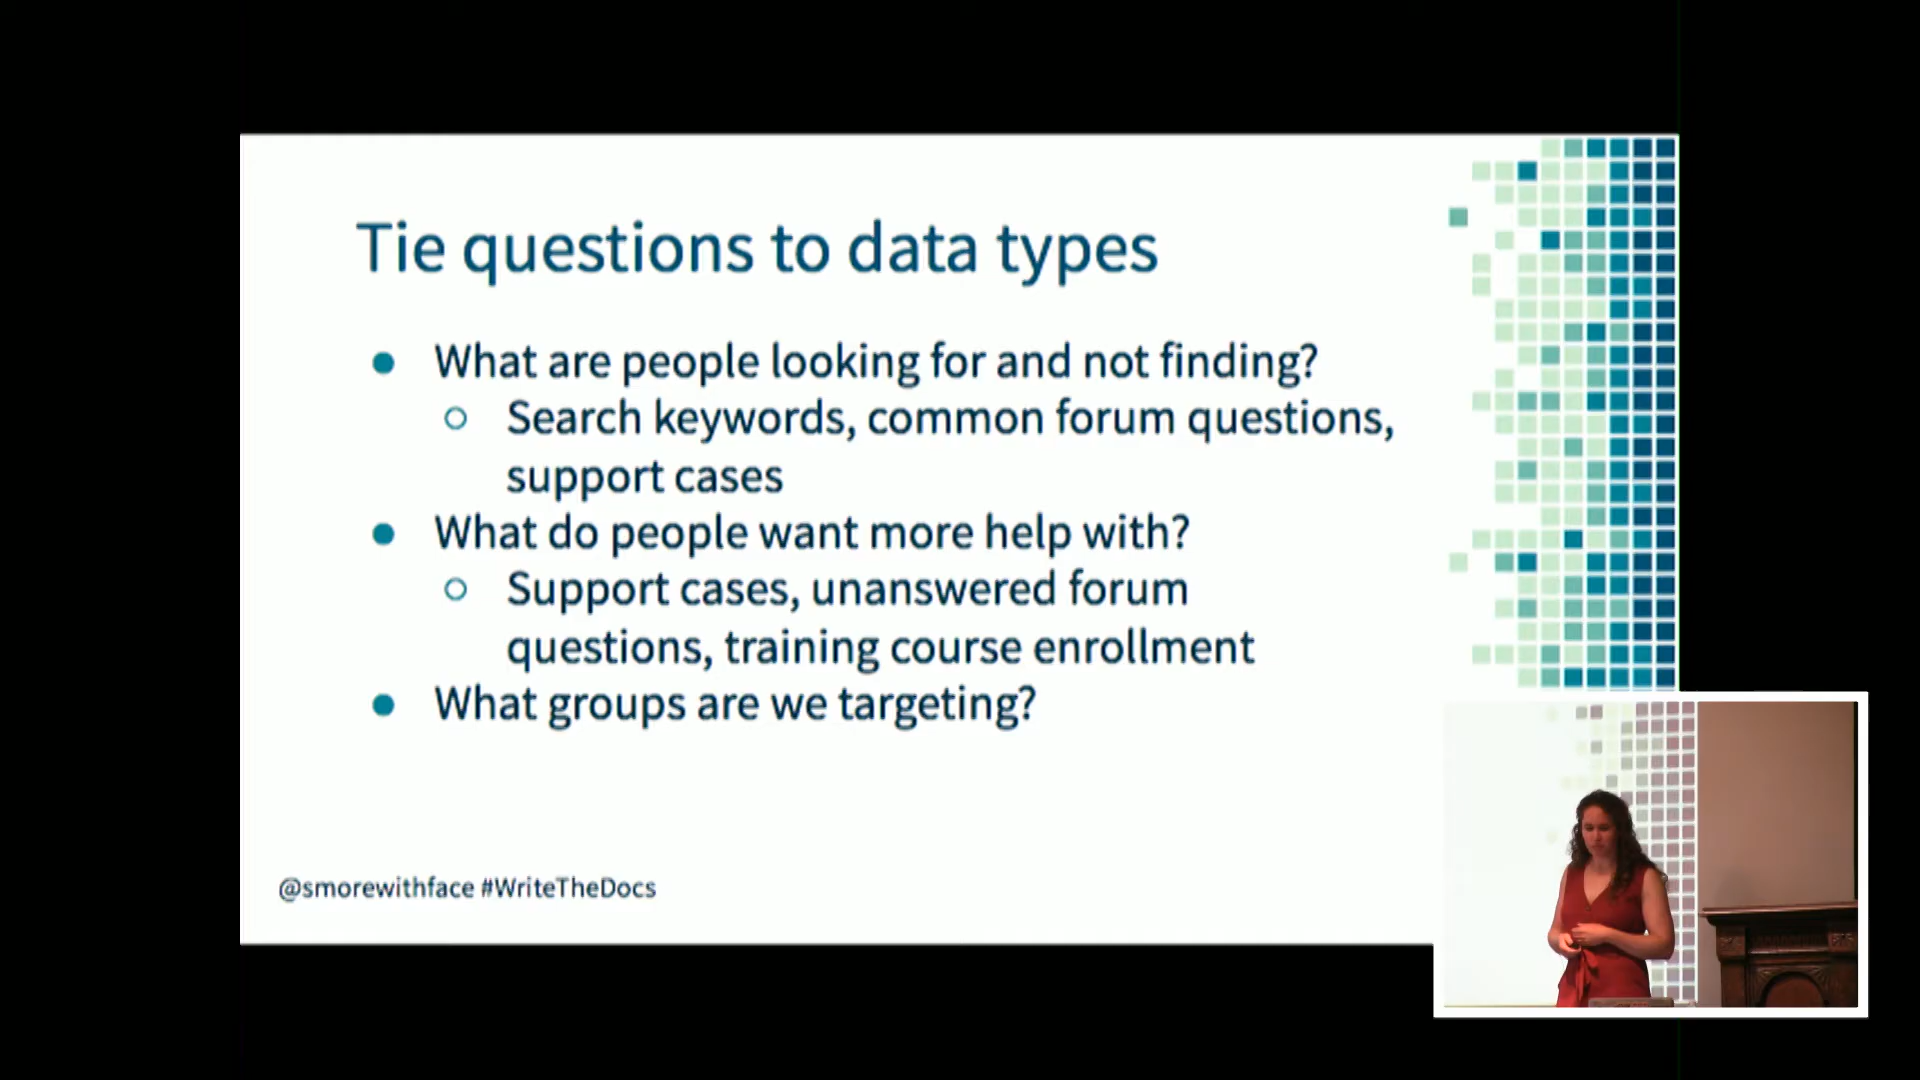 Tie questions to data types
What are people looking for and not finding?
Search keywords, common forum questions,
support cases
What do people want more help with?
Support cases, unanswered forum
questions, training course enrollment
What groups are we targeting?
@smorewithface #WriteTheDocs